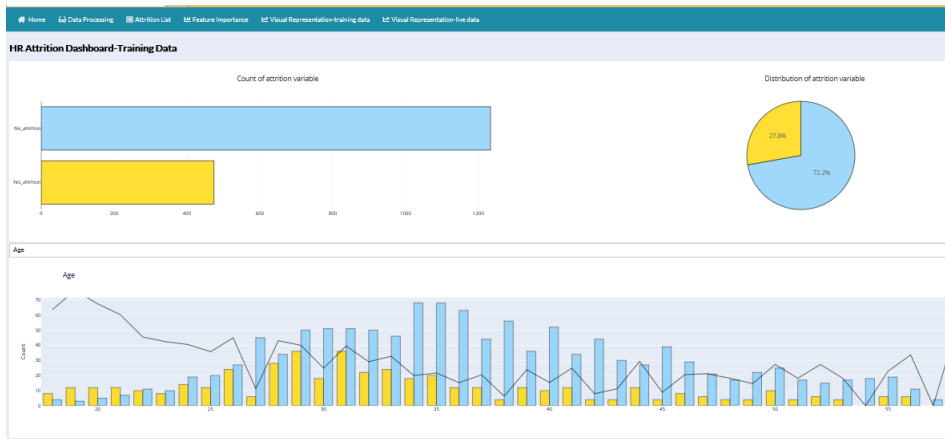 Home Data Processing Attrition List Feature Importance Visual Representation-training data Visual Representation-live data
HR Attrition Dashboard-Training Data
Count of attrition variable
Distribution of attrition variable
No_attrition
Yes_attrition
0 200 400 600 800 1000 1200
27.8%
72.2%
Age
Age
Count
70
60
50
40
30
20
10
0
20 25 30 35 40 45 50 55